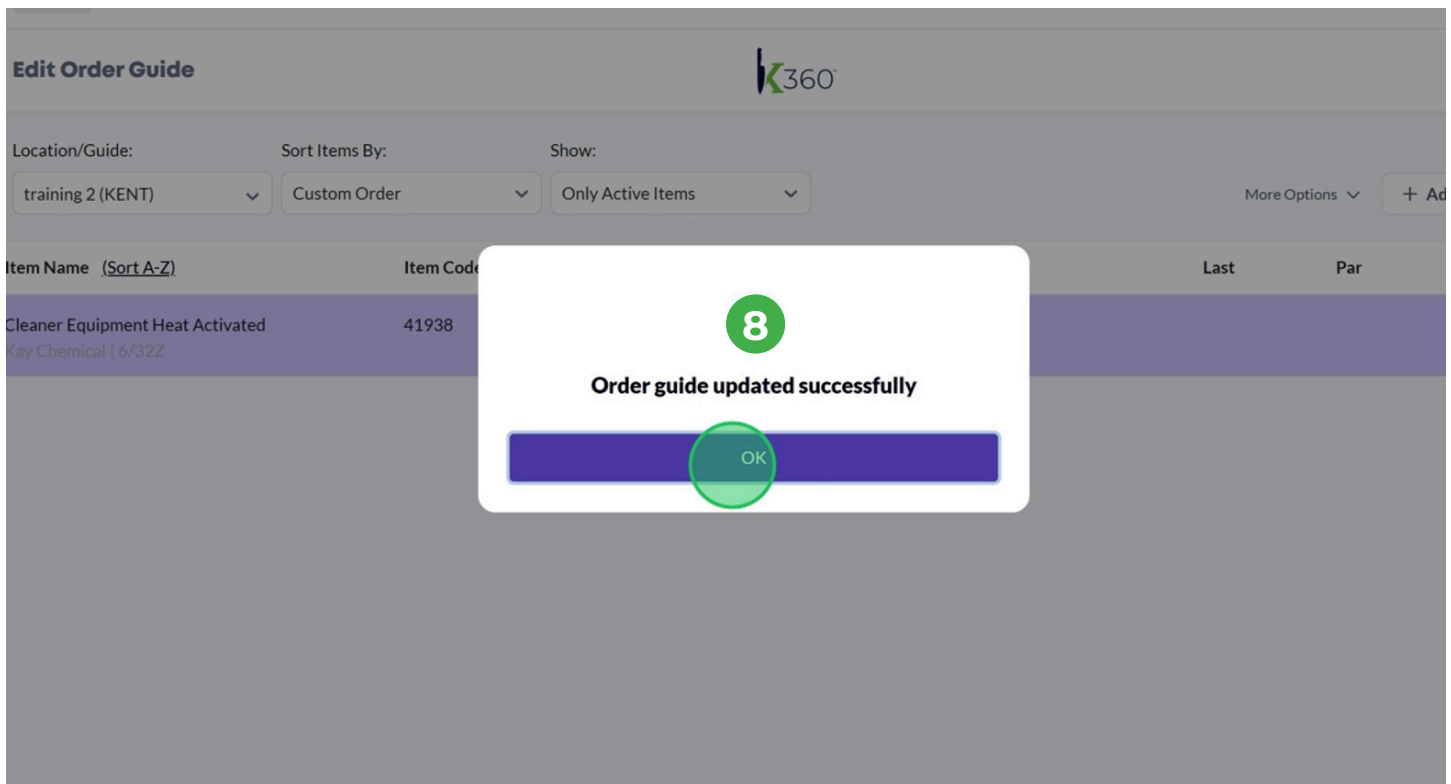 Edit Order Guide
K360
Location/Guide:
Sort Items By:
Show:
training 2 (KENT)
Custom Order
Only Active Items
More Options
+ Ad
Item Name (Sort A-Z)
Item Code
Last
Par
Cleaner Equipment Heat Activated
41938
Kay Chemical | 6/32Z
8
Order guide updated successfully
OK